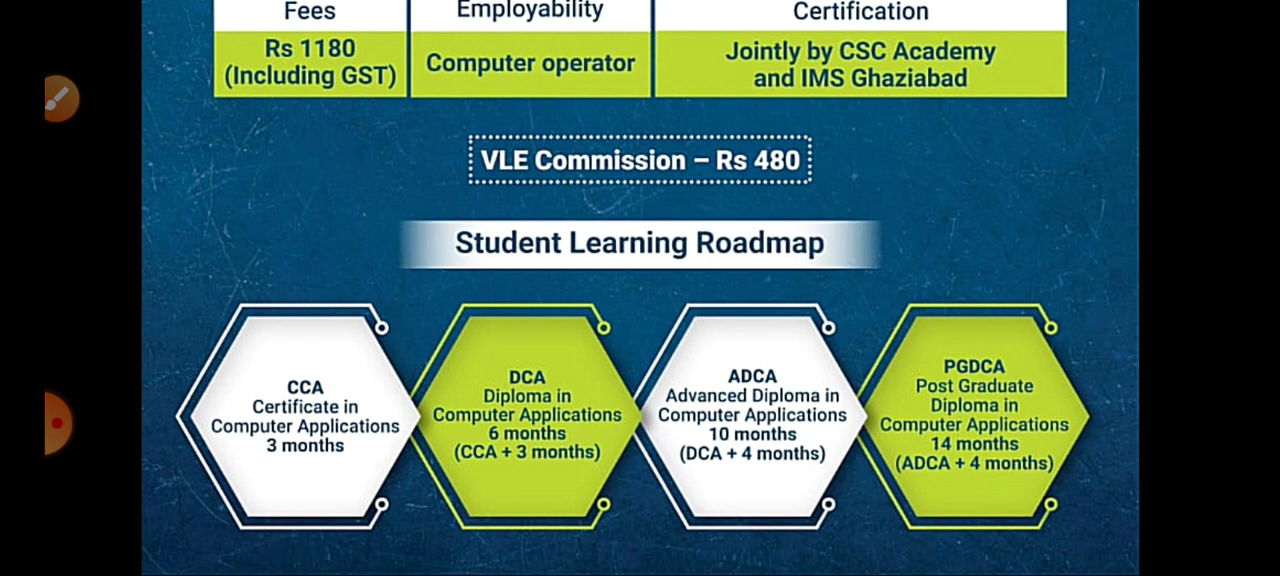 Fees
Employability
Certification
Rs 1180
(Including GST)
Computer operator
Jointly by CSC Academy
and IMS Ghaziabad
VLE Commission – Rs 480
Student Learning Roadmap
CCA
Certificate in
Computer Applications
3 months
DCA
Diploma in
Computer Applications
6 months
(CCA + 3 months)
ADCA
Advanced Diploma in
Computer Applications
10 months
(DCA + 4 months)
PGDCA
Post Graduate
Diploma in
Computer Applications
14 months
(ADCA + 4 months)